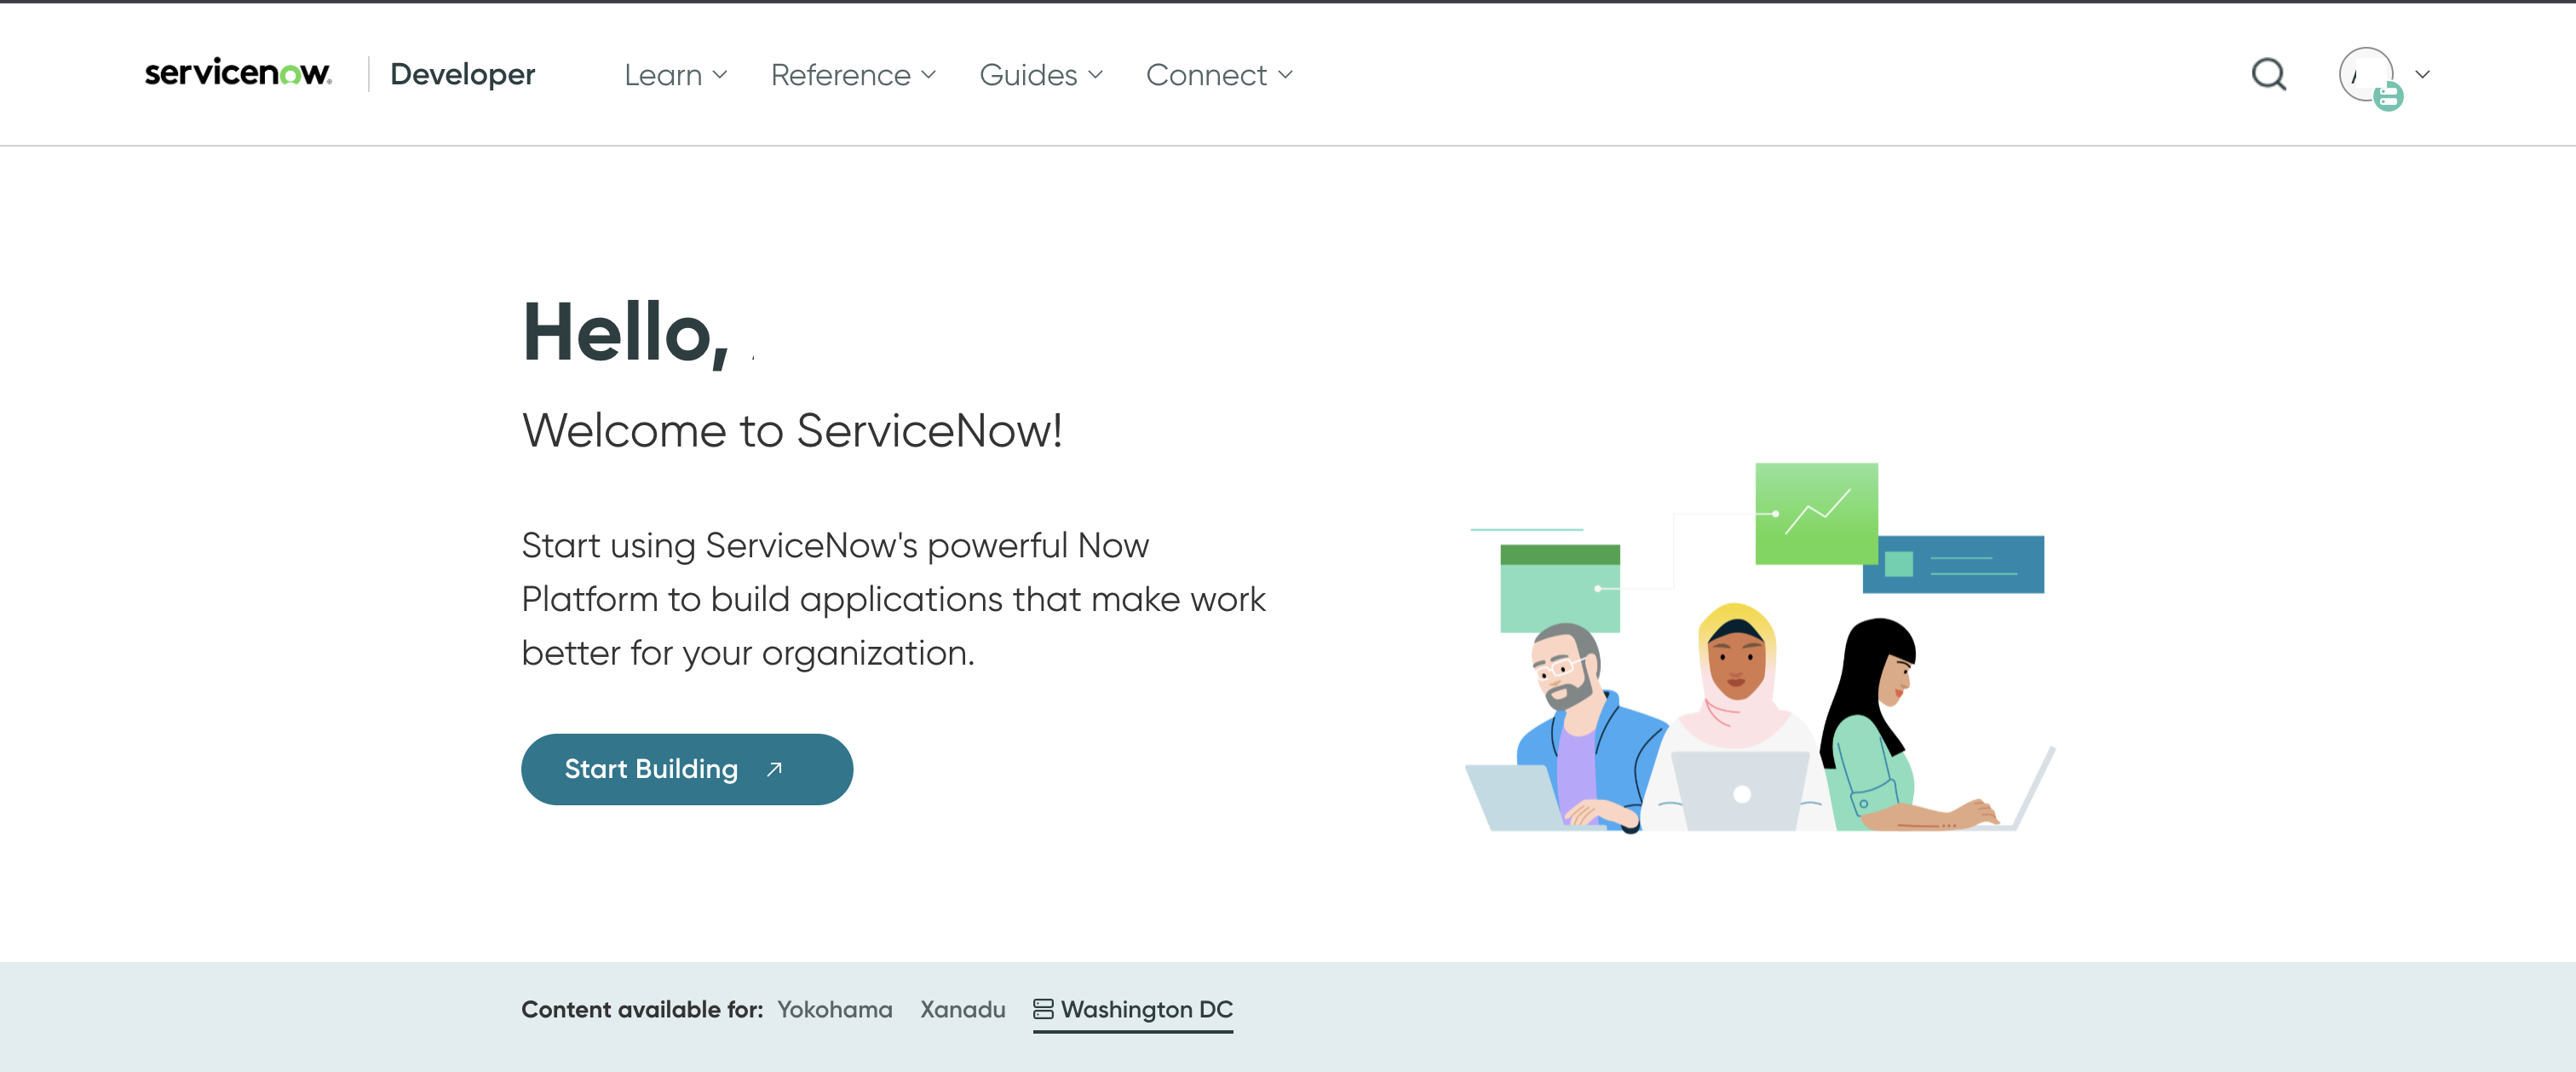 servicenow Developer Learn Reference Guides Connect
Hello,
Welcome to ServiceNow!
Start using ServiceNow's powerful Now
Platform to build applications that make work
better for your organization.
Start Building
Content available for: Yokohama Xanadu Washington DC